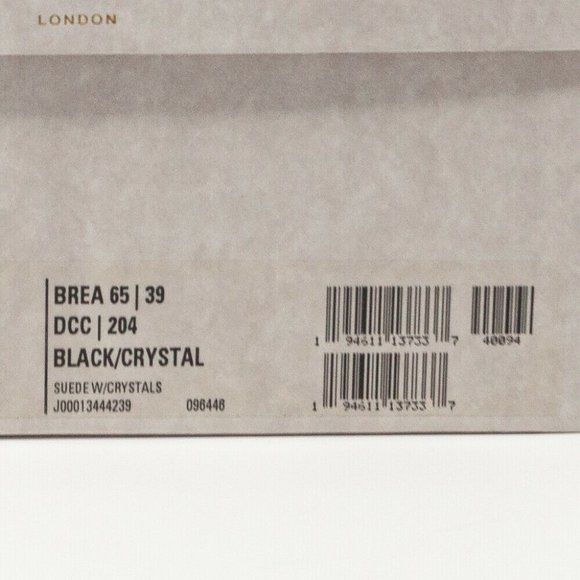 LONDON
BREA 65 | 39
DCC | 204
BLACK/CRYSTAL
SUEDE W/CRYSTALS
J00013444239 096446
1 94611 13733 7 40094
1 94611 13733 7